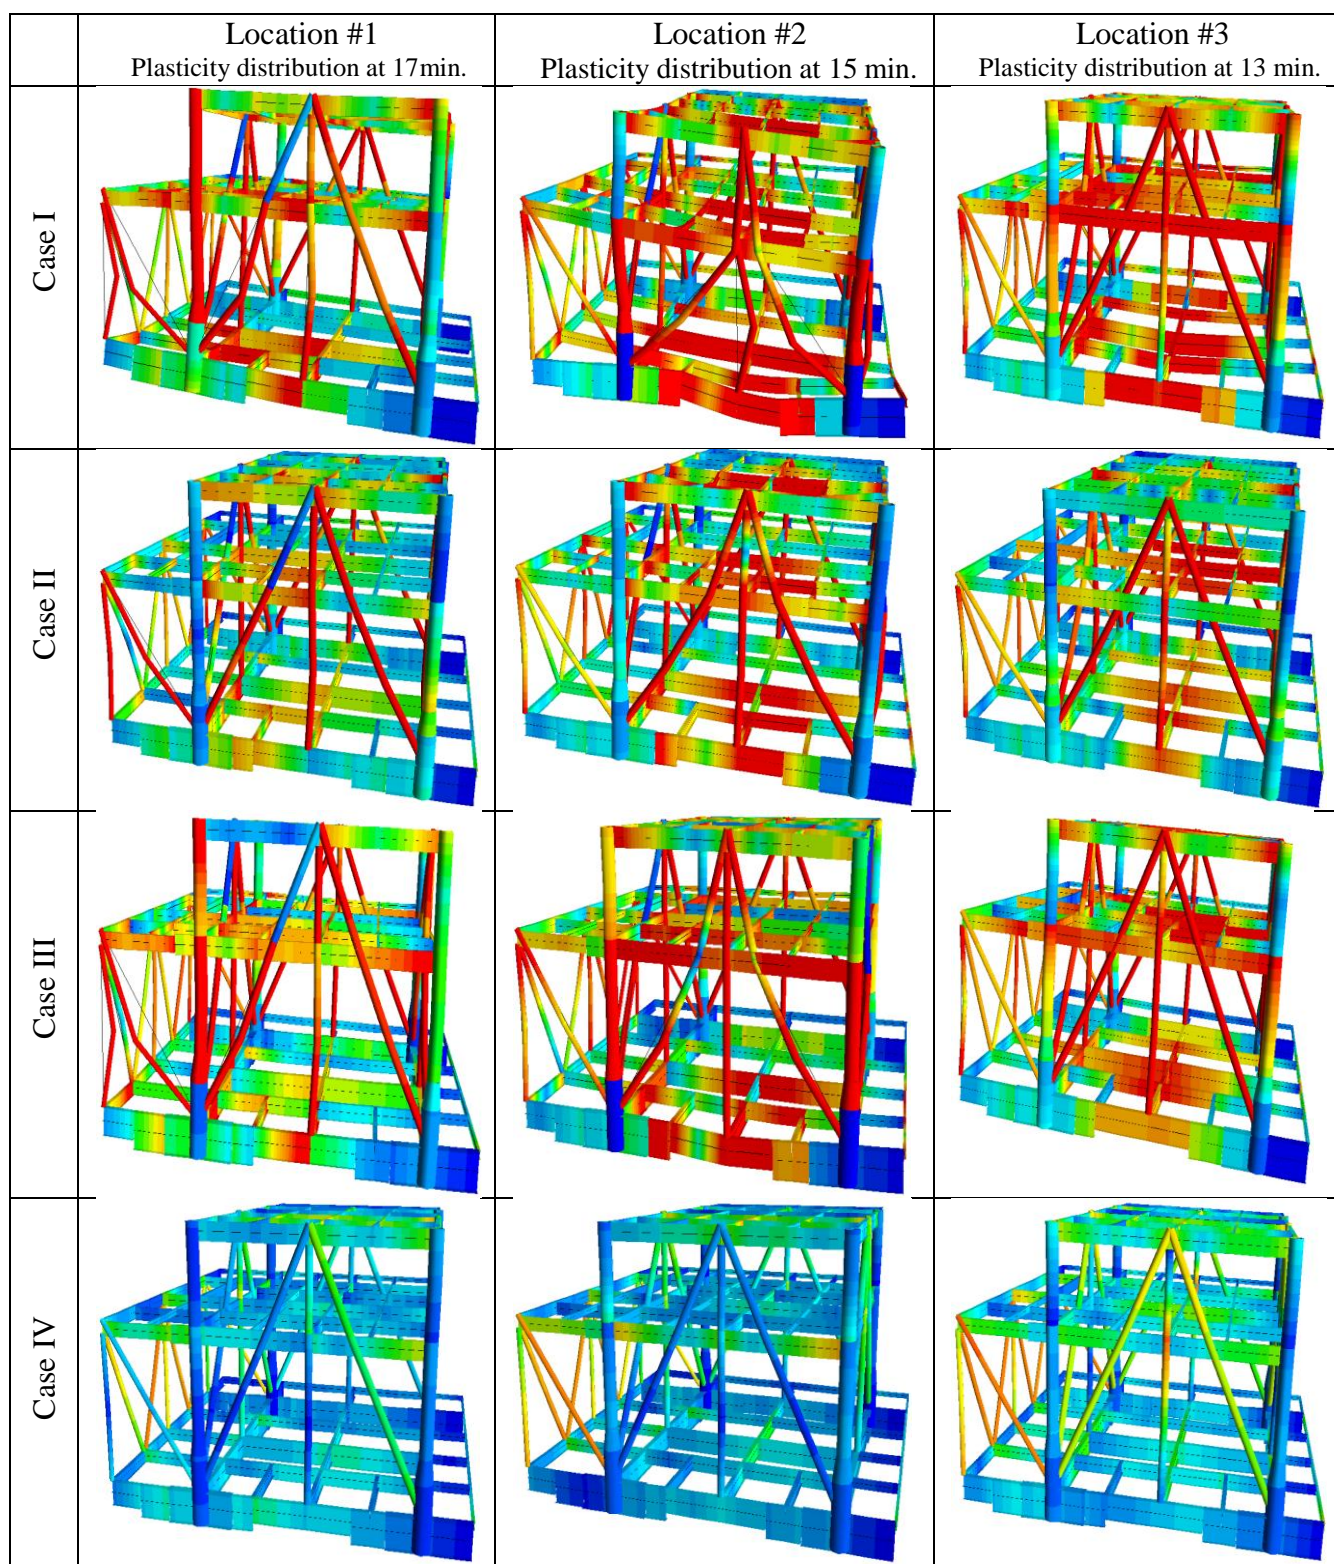 Location #1
Plasticity distribution at 17min.
Location #2
Plasticity distribution at 15 min.
Location #3
Plasticity distribution at 13 min.
Case I
Case II
Case III
Case IV